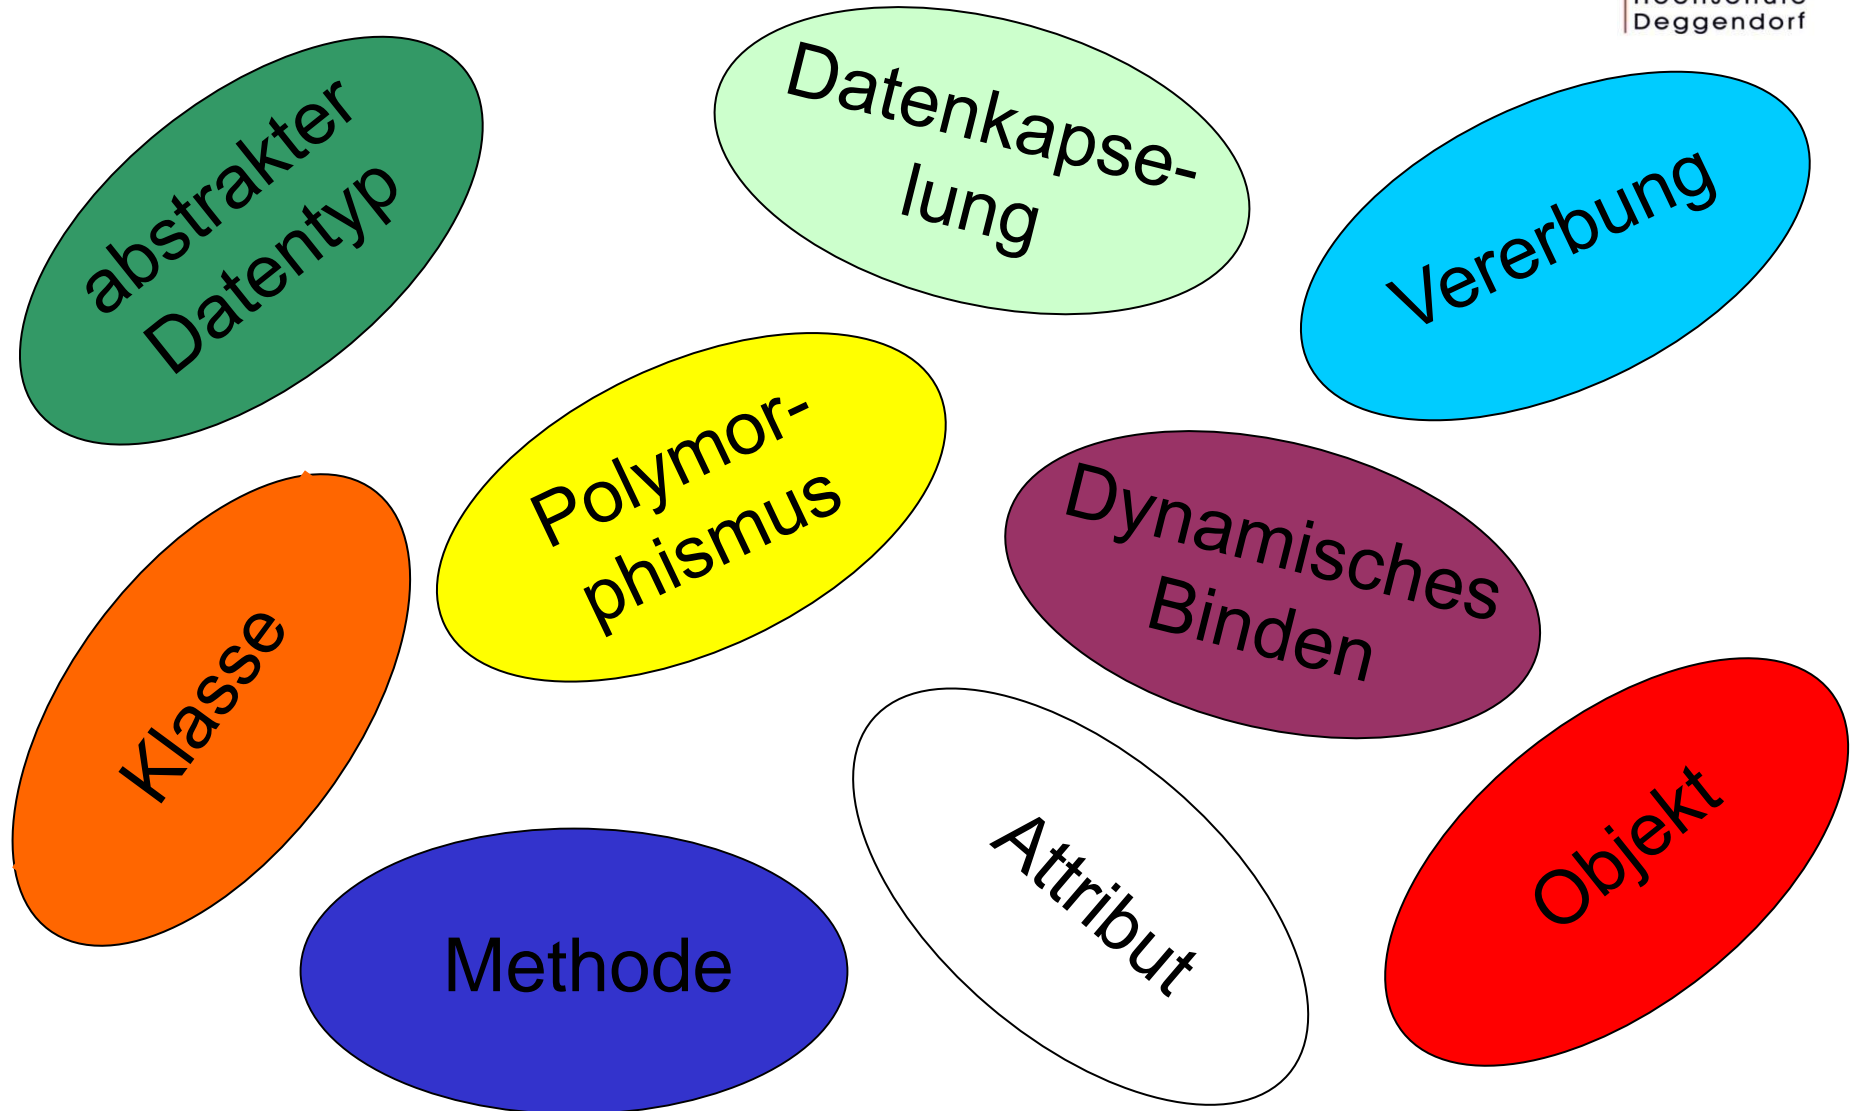 Deggendorf
abstrakter
Datentyp
Datenkapse-
lung
Vererbung
Polymor-
phismus
Dynamisches
Binden
Klasse
Methode
Attribut
Objekt